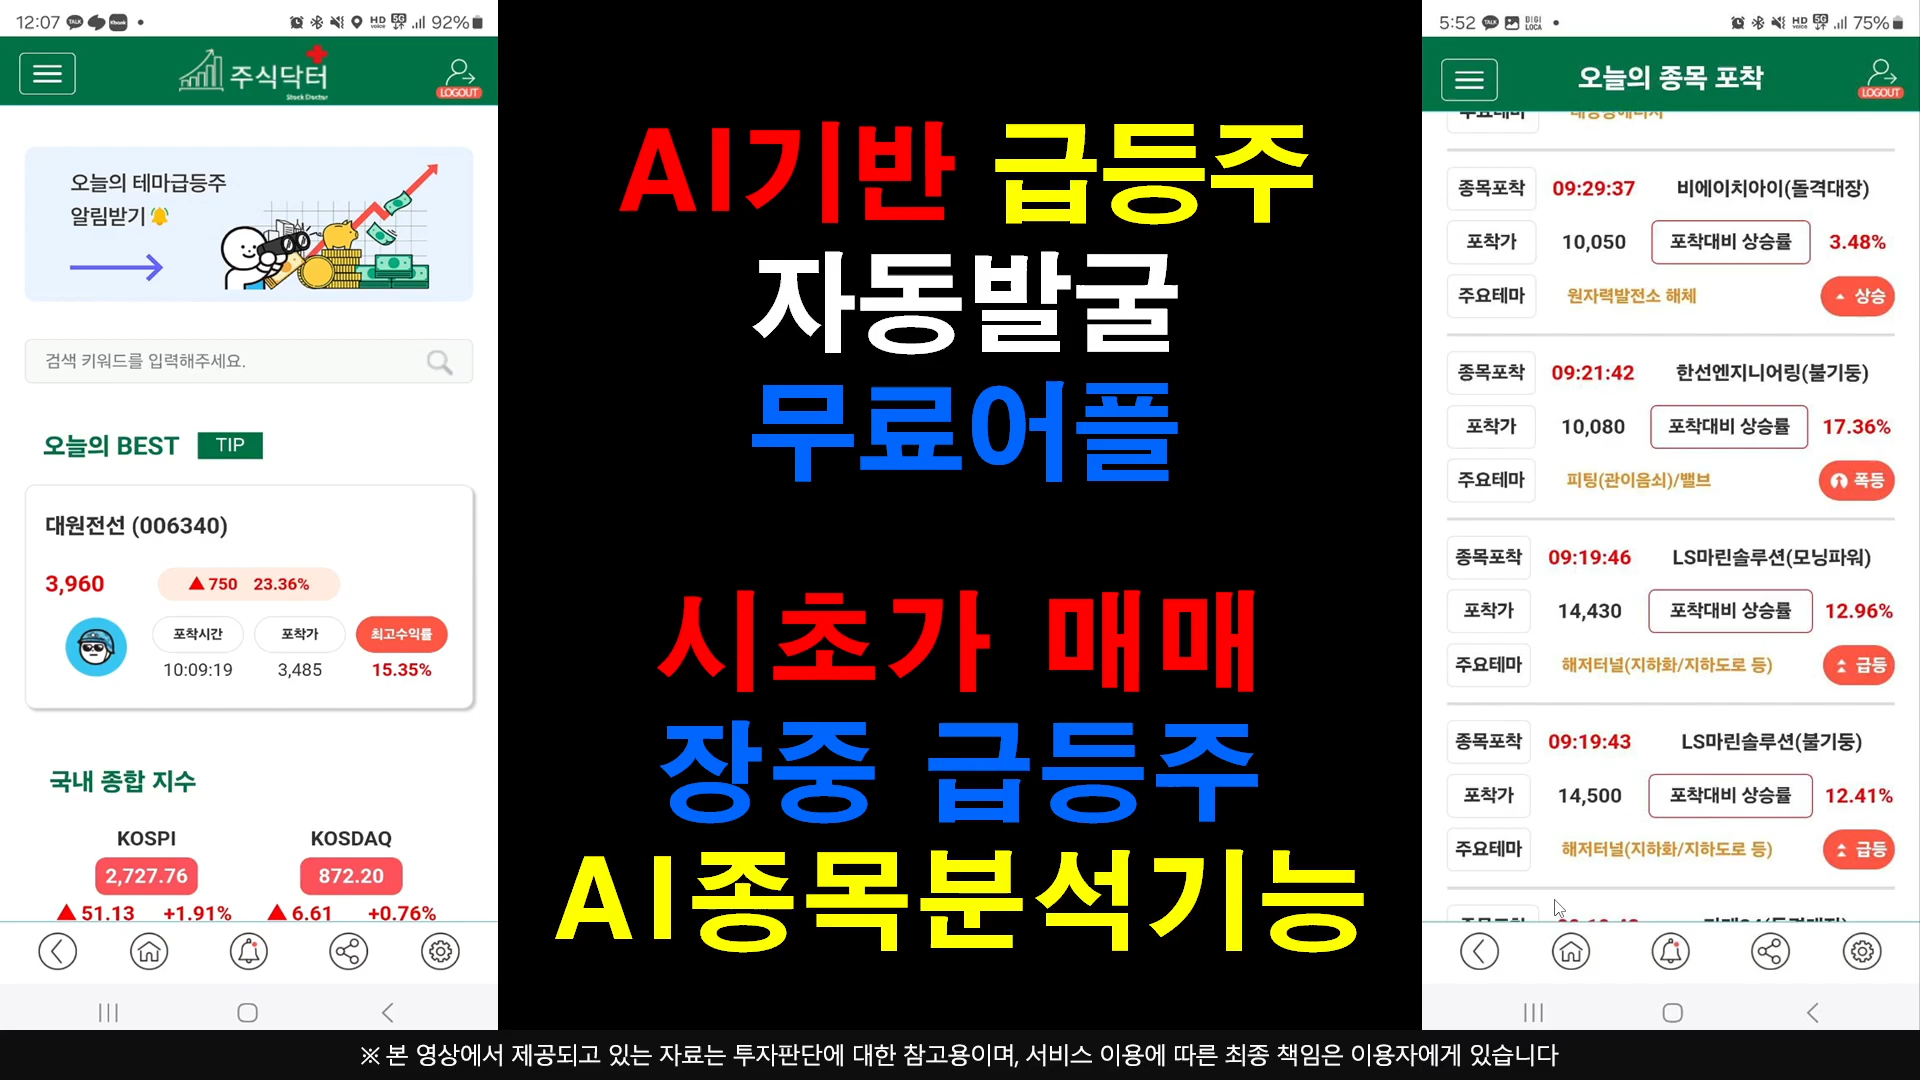 12:07
92%
주식닥터
Stock Doctor
LOGOUT
오늘의 테마급등주
알림받기
검색 키워드를 입력해주세요.
오늘의 BEST TIP
대원전선 (006340)
3,960 ▲750 23.36%
포착시간 포착가 최고수익률
10:09:19 3,485 15.35%
국내 종합 지수
KOSPI KOSDAQ
2,727.76 872.20
▲51.13 +1.91% ▲6.61 +0.76%
AI기반 급등주
자동발굴
무료어플
시초가 매매
장중 급등주
AI종목분석기능
5:52
75%
오늘의 종목 포착
LOGOUT
종목포착 09:29:37 비에이치아이(돌격대장)
포착가 10,050 포착대비 상승률 3.48%
주요테마 원자력발전소 해체 상승
종목포착 09:21:42 한선엔지니어링(불기둥)
포착가 10,080 포착대비 상승률 17.36%
주요테마 피팅(관이음쇠)/밸브 폭등
종목포착 09:19:46 LS마린솔루션(모닝파워)
포착가 14,430 포착대비 상승률 12.96%
주요테마 해저터널(지하화/지하도로 등) 급등
종목포착 09:19:43 LS마린솔루션(불기둥)
포착가 14,500 포착대비 상승률 12.41%
주요테마 해저터널(지하화/지하도로 등) 급등
※ 본 영상에서 제공되고 있는 자료는 투자판단에 대한 참고용이며, 서비스 이용에 따른 최종 책임은 이용자에게 있습니다